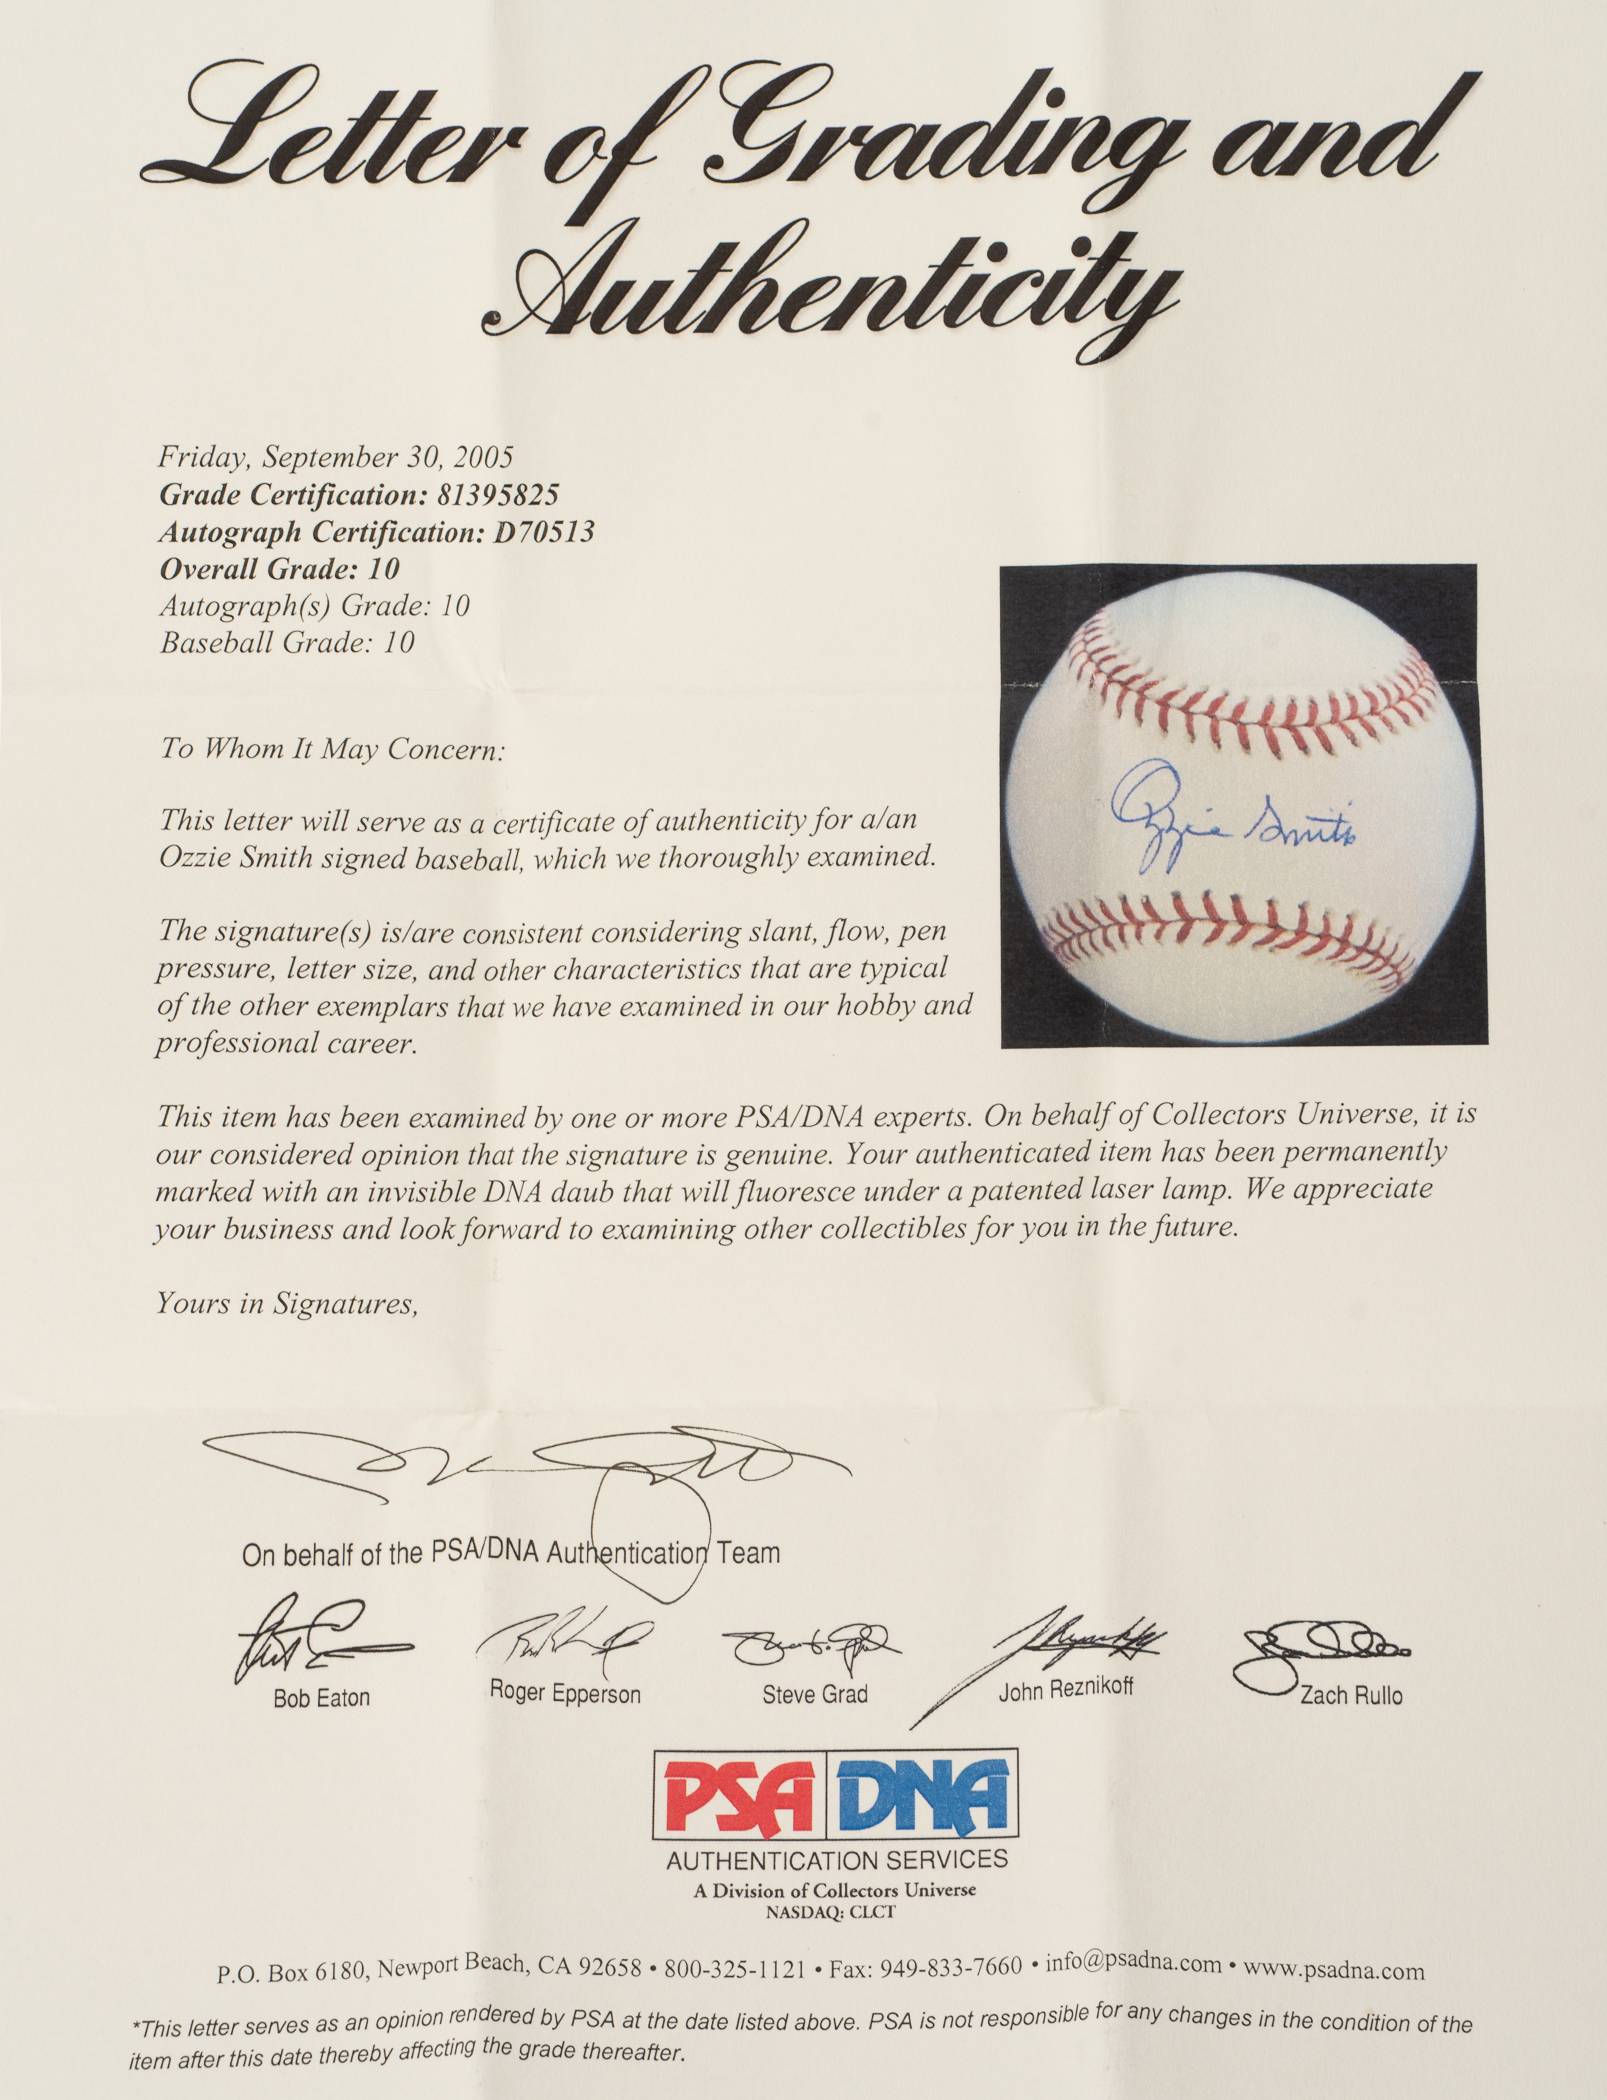 Letter of Grading and
Authenticity
Friday, September 30, 2005
Grade Certification: 81395825
Autograph Certification: D70513
Overall Grade: 10
Autograph(s) Grade: 10
Baseball Grade: 10
To Whom It May Concern:
This letter will serve as a certificate of authenticity for a/an
Ozzie Smith signed baseball, which we thoroughly examined.
The signature(s) is/are consistent considering slant, flow, pen
pressure, letter size, and other characteristics that are typical
of the other exemplars that we have examined in our hobby and
professional career.
Ozzie Smith
This item has been examined by one or more PSA/DNA experts. On behalf of Collectors Universe, it is
our considered opinion that the signature is genuine. Your authenticated item has been permanently
marked with an invisible DNA daub that will fluoresce under a patented laser lamp. We appreciate
your business and look forward to examining other collectibles for you in the future.
Yours in Signatures,
On behalf of the PSA/DNA Authentication Team
Bob Eaton Roger Epperson Steve Grad John Reznikoff Zach Rullo
PSA DNA
AUTHENTICATION SERVICES
A Division of Collectors Universe
NASDAQ: CLCT
P.O. Box 6180, Newport Beach, CA 92658 • 800-325-1121 • Fax: 949-833-7660 • info@psadna.com • www.psadna.com
*This letter serves as an opinion rendered by PSA at the date listed above. PSA is not responsible for any changes in the condition of the
item after this date thereby affecting the grade thereafter.